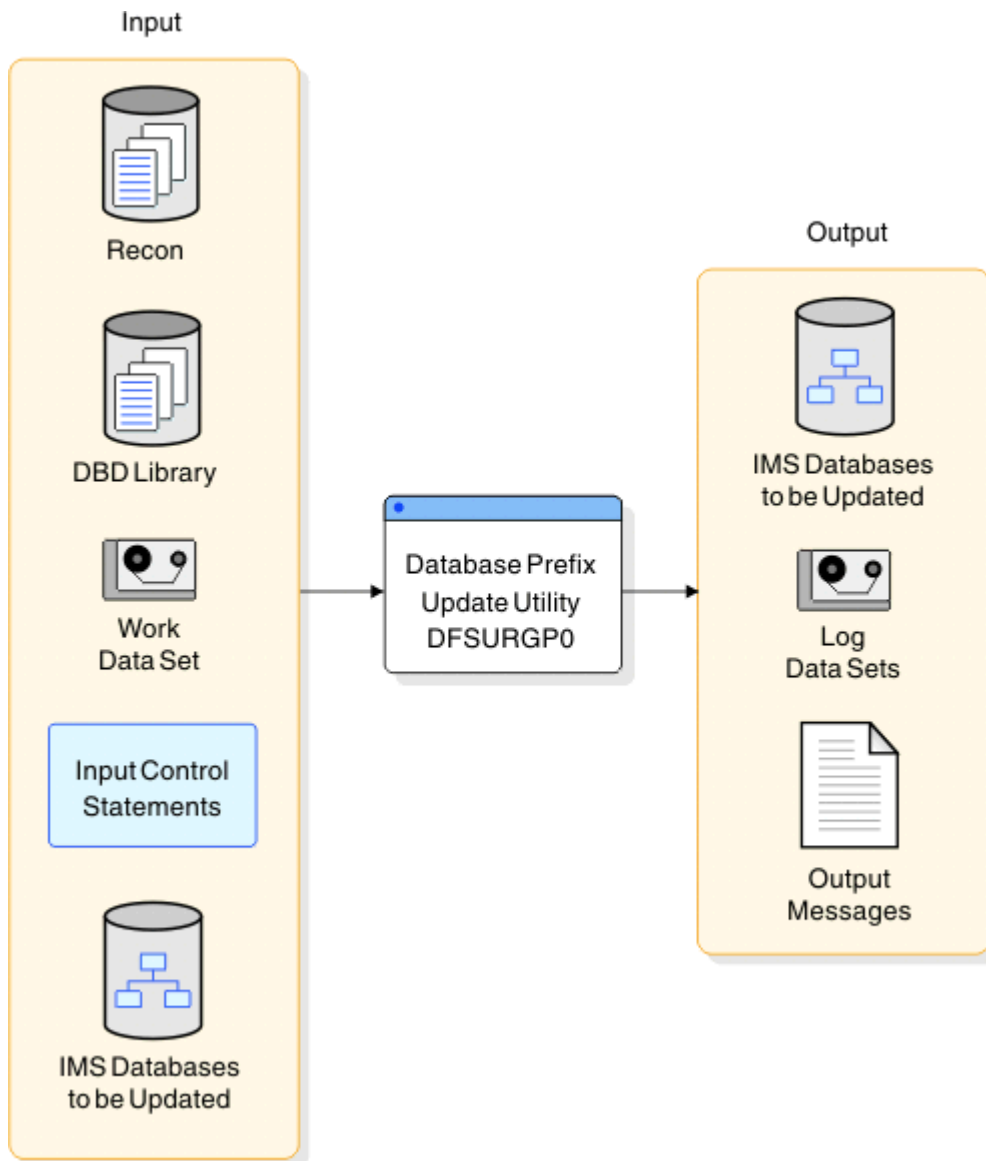 Input
Recon
DBD Library
Work
Data Set
Input Control
Statements
IMS Databases
to be Updated
Database Prefix
Update Utility
DFSURGP0
Output
IMS Databases
to be Updated
Log
Data Sets
Output
Messages